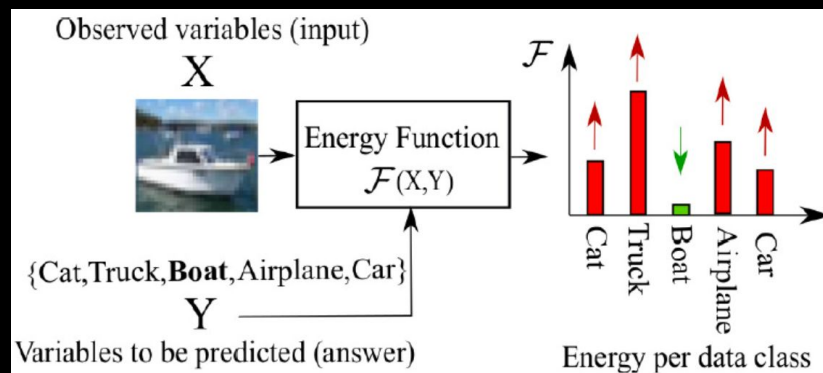 Observed variables (input)
X
Energy Function
ℱ(X,Y)
{Cat,Truck,Boat,Airplane,Car}
Y
Variables to be predicted (answer)
ℱ
Cat
Truck
Boat
Airplane
Car
Energy per data class